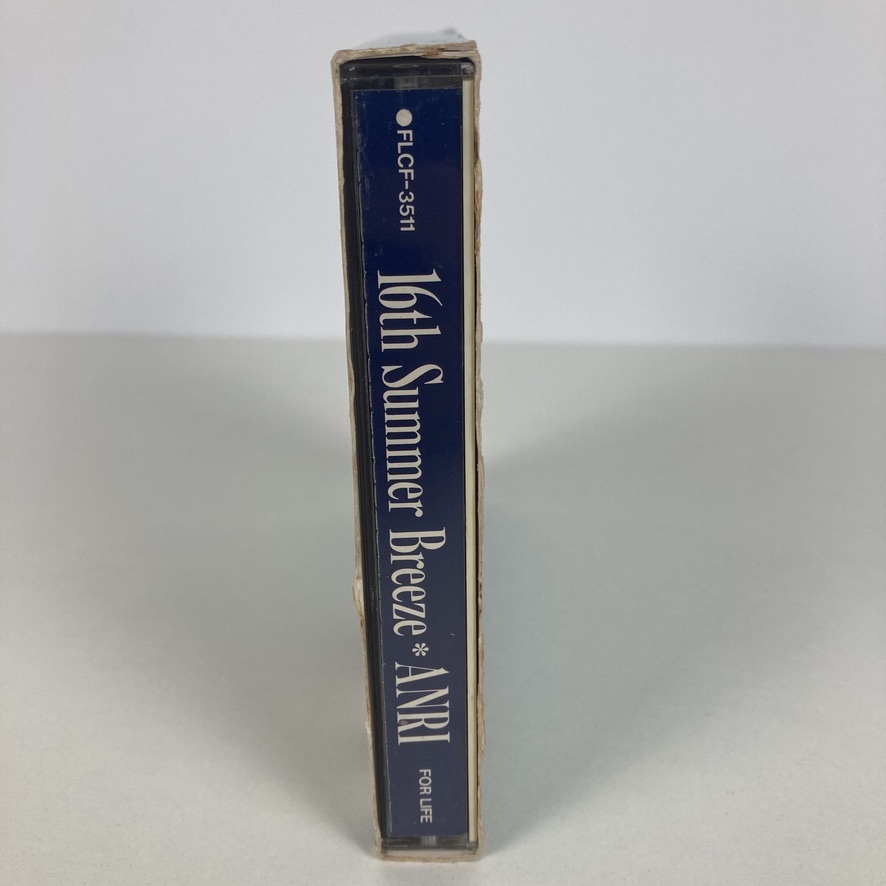 ●FLCF-3511
16th Summer Breeze * ANRI
FOR LIFE